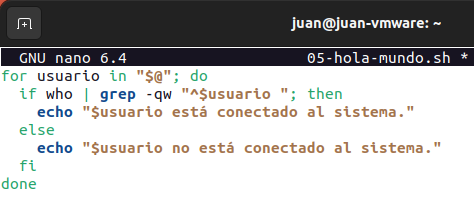 juan@juan-vmware: ~
GNU nano 6.4 05-hola-mundo.sh *
for usuario in "$@"; do
  if who | grep -qw "^$usuario "; then
    echo "$usuario está conectado al sistema."
  else
    echo "$usuario no está conectado al sistema."
  fi
done